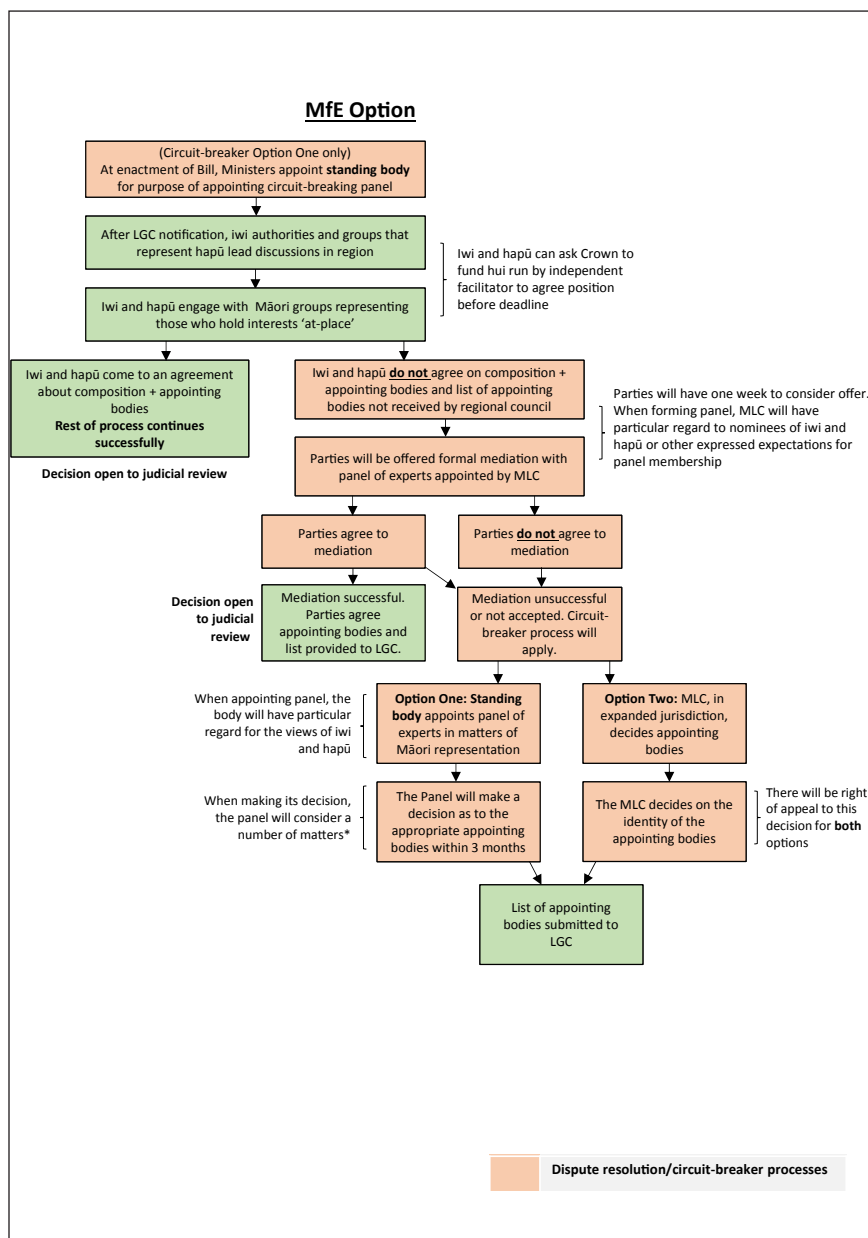 MfE Option
(Circuit-breaker Option One only)
At enactment of Bill, Ministers appoint standing body
for purpose of appointing circuit-breaking panel
After LGC notification, iwi authorities and groups that
represent hapū lead discussions in region
Iwi and hapū can ask Crown to
fund hui run by independent
facilitator to agree position
before deadline
Iwi and hapū engage with Māori groups representing
those who hold interests ‘at-place’
Iwi and hapū come to an agreement
about composition + appointing
bodies
Rest of process continues
successfully
Decision open to judicial review
Iwi and hapū do not agree on composition +
appointing bodies and list of appointing
bodies not received by regional council
Parties will have one week to consider offer.
When forming panel, MLC will have
particular regard to nominees of iwi and
hapū or other expressed expectations for
panel membership
Parties will be offered formal mediation with
panel of experts appointed by MLC
Parties agree to
mediation
Parties do not agree to
mediation
Decision open
to judicial
review
Mediation successful.
Parties agree
appointing bodies and
list provided to LGC.
Mediation unsuccessful
or not accepted. Circuit-
breaker process will
apply.
When appointing panel, the
body will have particular
regard for the views of iwi
and hapū
Option One: Standing
body appoints panel of
experts in matters of
Māori representation
Option Two: MLC, in
expanded jurisdiction,
decides appointing
bodies
When making its decision,
the panel will consider a
number of matters*
The Panel will make a
decision as to the
appropriate appointing
bodies within 3 months
The MLC decides on the
identity of the
appointing bodies
There will be right
of appeal to this
decision for both
options
List of appointing
bodies submitted to
LGC
Dispute resolution/circuit-breaker processes